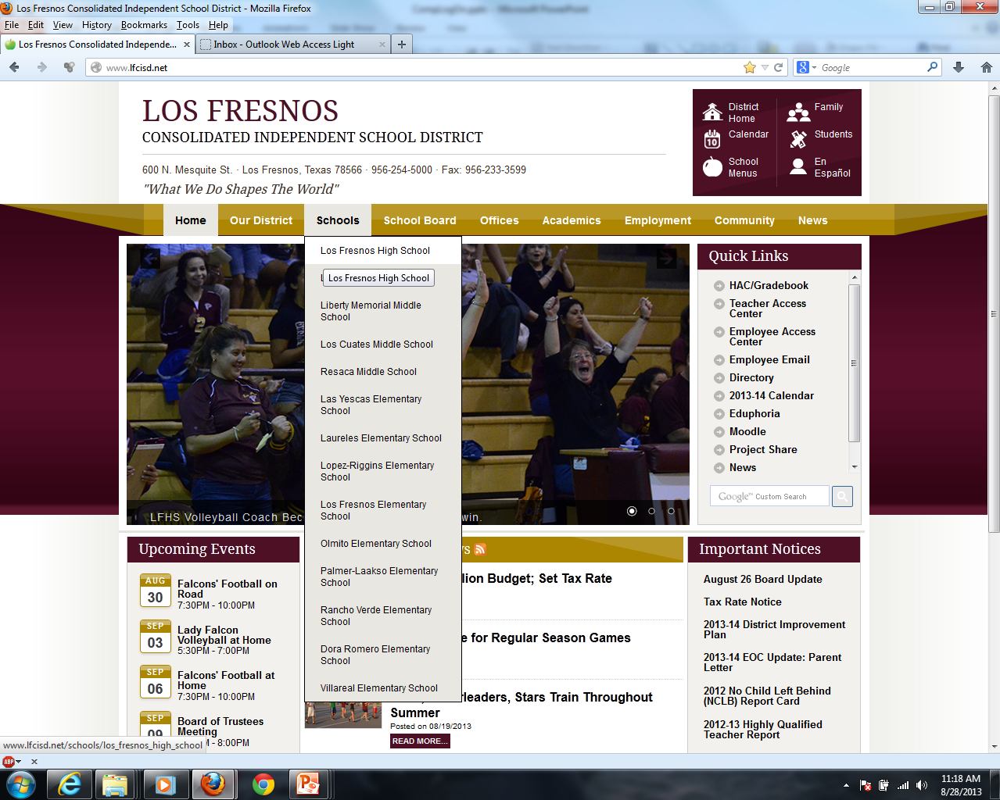 Los Fresnos Consolidated Independent School District - Mozilla Firefox
File Edit View History Bookmarks Tools Help
Los Fresnos Consolidated Independe...
Inbox - Outlook Web Access Light
www.lfcisd.net
Google
LOS FRESNOS
CONSOLIDATED INDEPENDENT SCHOOL DISTRICT
600 N. Mesquite St. · Los Fresnos, Texas 78566 · 956-254-5000 · Fax: 956-233-3599
"What We Do Shapes The World"
District Home
Family
Calendar
Students
School Menus
En Español
Home Our District Schools School Board Offices Academics Employment Community News
Los Fresnos High School
Los Fresnos High School
Liberty Memorial Middle
School
Los Cuates Middle School
Resaca Middle School
Las Yescas Elementary
School
Laureles Elementary School
Lopez-Riggins Elementary
School
Los Fresnos Elementary
School
Olmito Elementary School
Palmer-Laakso Elementary
School
Rancho Verde Elementary
School
Dora Romero Elementary
School
Villareal Elementary School
LFHS Volleyball Coach Bec
win.
Quick Links
HAC/Gradebook
Teacher Access
Center
Employee Access
Center
Employee Email
Directory
2013-14 Calendar
Eduphoria
Moodle
Project Share
News
Google™ Custom Search
Upcoming Events
AUG
30
Falcons' Football on
Road
7:30PM - 10:00PM
SEP
03
Lady Falcon
Volleyball at Home
5:30PM - 7:00PM
SEP
06
Falcons' Football at
Home
7:30PM - 10:00PM
SEP
09
Board of Trustees
Meeting
M - 8:00PM
lion Budget; Set Tax Rate
e for Regular Season Games
rleaders, Stars Train Throughout
Summer
Posted on 08/19/2013
READ MORE...
Important Notices
August 26 Board Update
Tax Rate Notice
2013-14 District Improvement
Plan
2013-14 EOC Update: Parent
Letter
2012 No Child Left Behind
(NCLB) Report Card
2012-13 Highly Qualified
Teacher Report
www.lfcisd.net/schools/los_fresnos_high_school
ABP
11:18 AM
8/28/2013